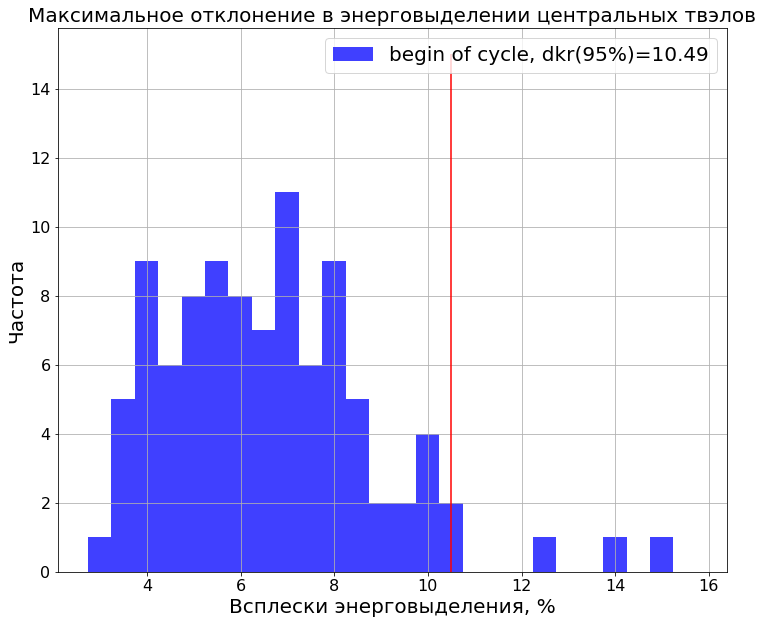 Максимальное отклонение в энерговыделении центральных твэлов
begin of cycle, dkr(95%)=10.49
14
12
10
8
6
4
2
0
Частота
4 6 8 10 12 14 16
Всплески энерговыделения, %